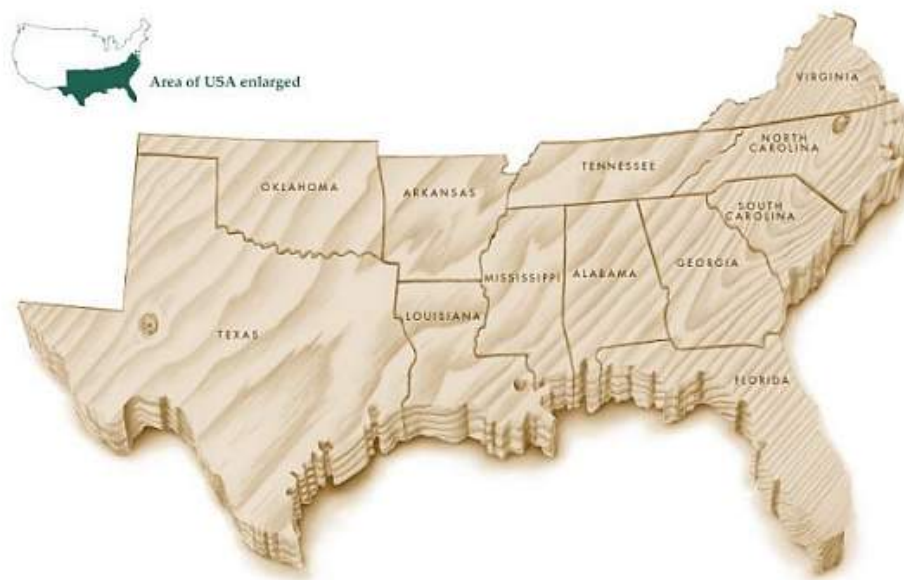 Area of USA enlarged
VIRGINIA
NORTH
CAROLINA
TENNESSEE
OKLAHOMA
ARKANSAS
SOUTH
CAROLINA
MISSISSIPPI
ALABAMA
GEORGIA
LOUISIANA
TEXAS
FLORIDA